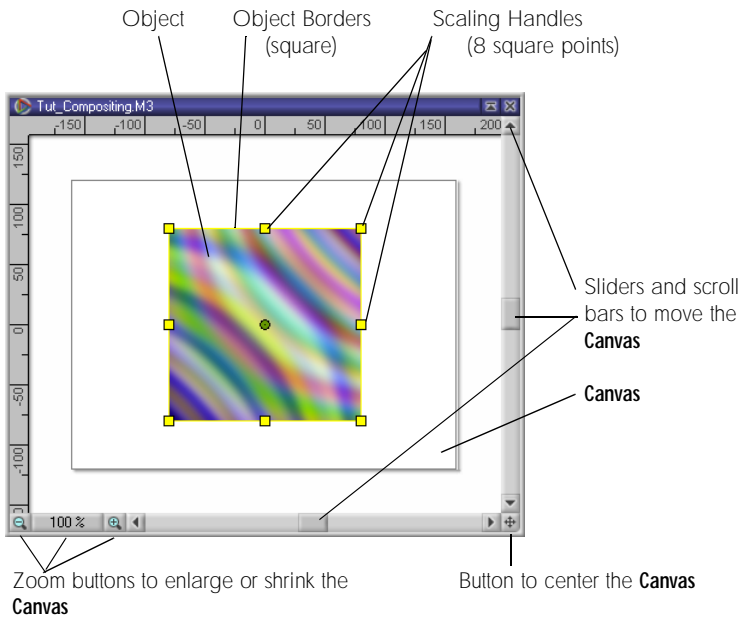 Object
Object Borders
(square)
Scaling Handles
(8 square points)
Tut_Compositing.M3
-150 -100 -50 0 50 100 150 200
150
100
50
0
-50
-100
Sliders and scroll
bars to move the
Canvas
Canvas
100 %
Zoom buttons to enlarge or shrink the
Canvas
Button to center the Canvas